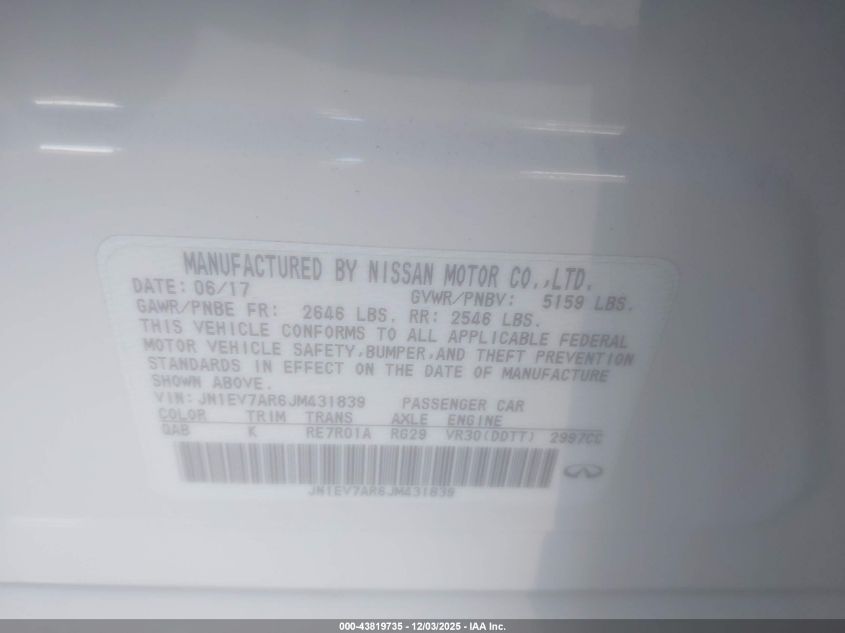 MANUFACTURED BY NISSAN MOTOR CO.,LTD.
DATE: 06/17 GVWR/PNBV: 5159 LBS.
GAWR/PNBE FR: 2646 LBS. RR: 2546 LBS.
THIS VEHICLE CONFORMS TO ALL APPLICABLE FEDERAL
MOTOR VEHICLE SAFETY,BUMPER,AND THEFT PREVENTION
STANDARDS IN EFFECT ON THE DATE OF MANUFACTURE
SHOWN ABOVE.
VIN: JN1EV7AR6JM431839 PASSENGER CAR
COLOR TRIM TRANS AXLE ENGINE
QAB K RE7R01A RG29 VR30(DDTT) 2997CC
JN1EV7AR6JM431839
000-43819735 - 12/03/2025 - IAA Inc.